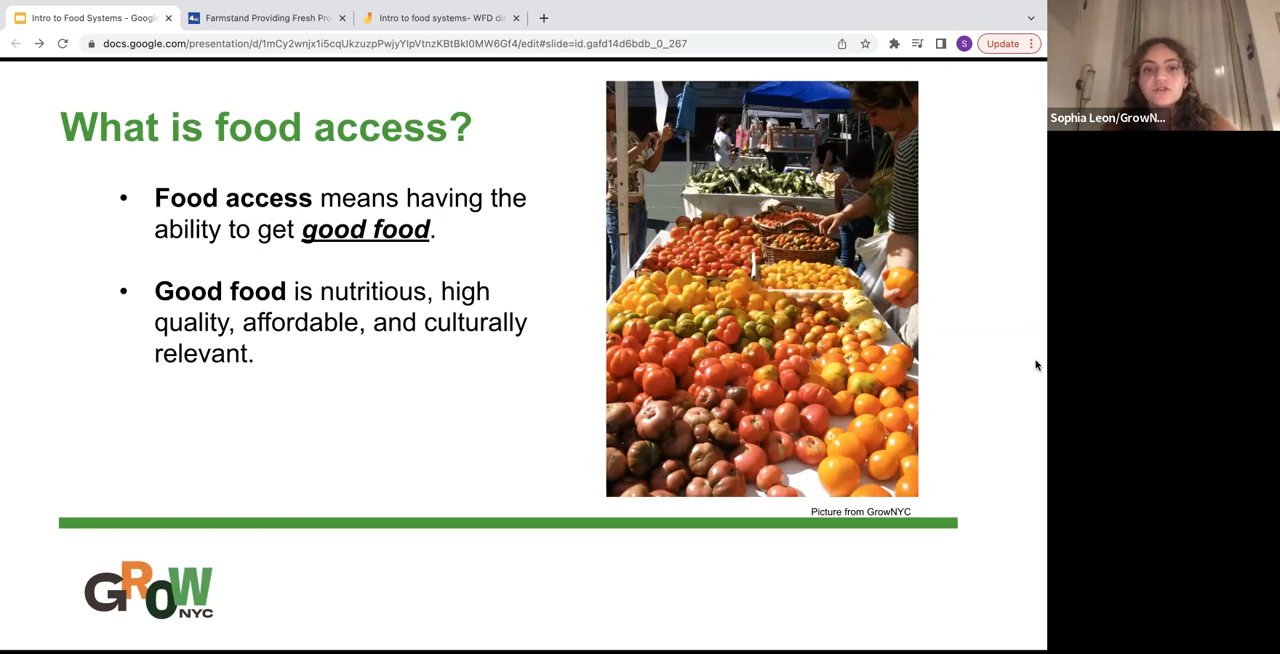 Intro to Food Systems - Google
Farmstand Providing Fresh Pro
Intro to food systems- WFD di
docs.google.com/presentation/d/1mCy2wnjx1i5cqUkzuzpPwjyYIpVtnzKBtBkI0MW6Gf4/edit#slide=id.gafd14d6bdb_0_267
S
Update
Sophia Leon/GrowN...
What is food access?
• Food access means having the
ability to get good food.
• Good food is nutritious, high
quality, affordable, and culturally
relevant.
Picture from GrowNYC
GROW
NYC